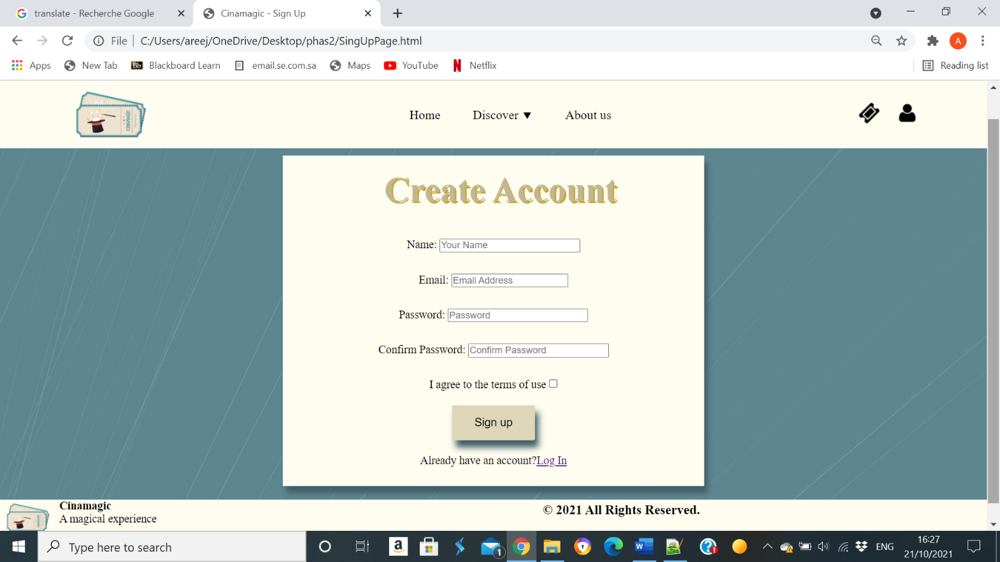 translate - Recherche Google
Cinamagic - Sign Up
File
C:/Users/areej/OneDrive/Desktop/phas2/SingUpPage.html
A
Apps
New Tab
Bb Blackboard Learn
email.se.com.sa
Maps
YouTube
Netflix
Reading list
CINAMAGIC
Home
Discover ▼
About us
Create Account
Name: Your Name
Email: Email Address
Password: Password
Confirm Password: Confirm Password
I agree to the terms of use
Sign up
Already have an account?Log In
Cinamagic
A magical experience
© 2021 All Rights Reserved.
Type here to search
1
ENG
16:27
21/10/2021